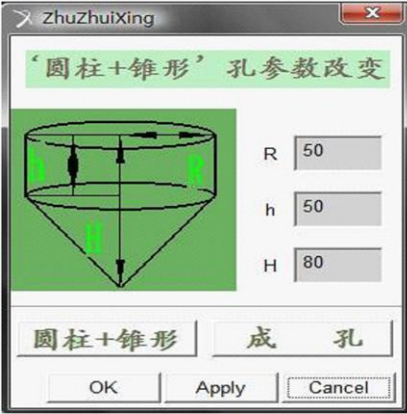 ZhuZhuiXing
‘圆柱+锥形’孔参数改变
h
R
H
R 50
h 50
H 80
圆柱+锥形 成 孔
OK Apply Cancel